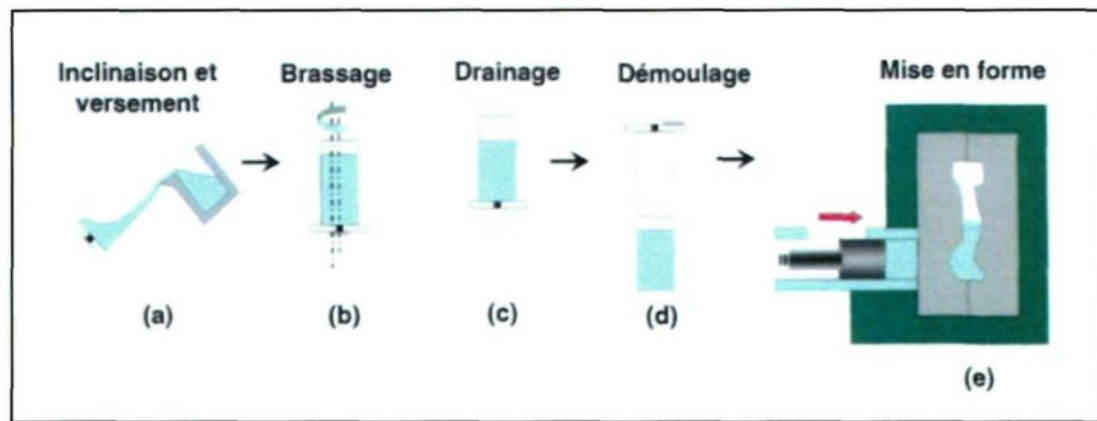 Inclinaison et
versement
Brassage
Drainage
Démoulage
Mise en forme
(a)
(b)
(c)
(d)
(e)